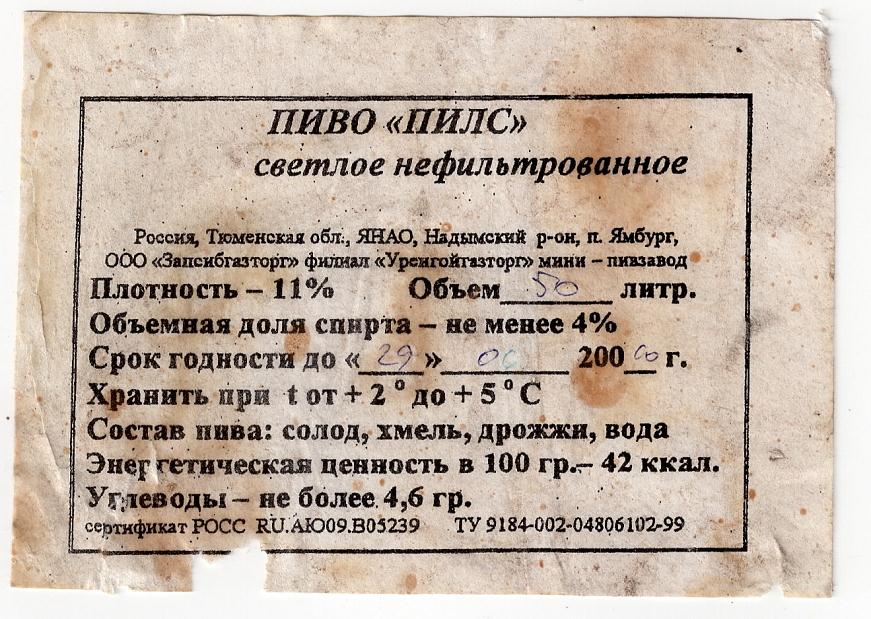 ПИВО «ПИЛС»
светлое нефильтрованное
Россия, Тюменская обл., ЯНАО, Надымский р-он, п. Ямбург,
ООО «Запсибгазторг» филиал «Уренгойгазторг» мини – пивзавод
Плотность – 11% Объем 50 литр.
Объемная доля спирта – не менее 4%
Срок годности до « 29 » 06 200 г.
Хранить при t от + 2 ° до + 5 ° С
Состав пива: солод, хмель, дрожжи, вода
Энергетическая ценность в 100 гр.– 42 ккал.
Углеводы – не более 4,6 гр.
сертификат РОСС RU.АЮ09.В05239 ТУ 9184-002-04806102-99